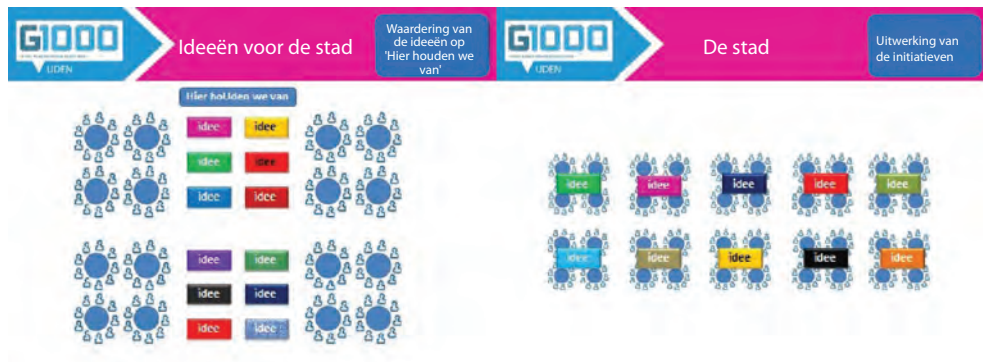 G1000
UDEN
Ideeën voor de stad
Waardering van
de ideeën op
'Hier houden we
van'
Hier houden we van
idee
idee
idee
idee
idee
idee
idee
idee
idee
idee
idee
idee
G1000
UDEN
De stad
Uitwerking van
de initiatieven
idee
idee
idee
idee
idee
idee
idee
idee
idee
idee